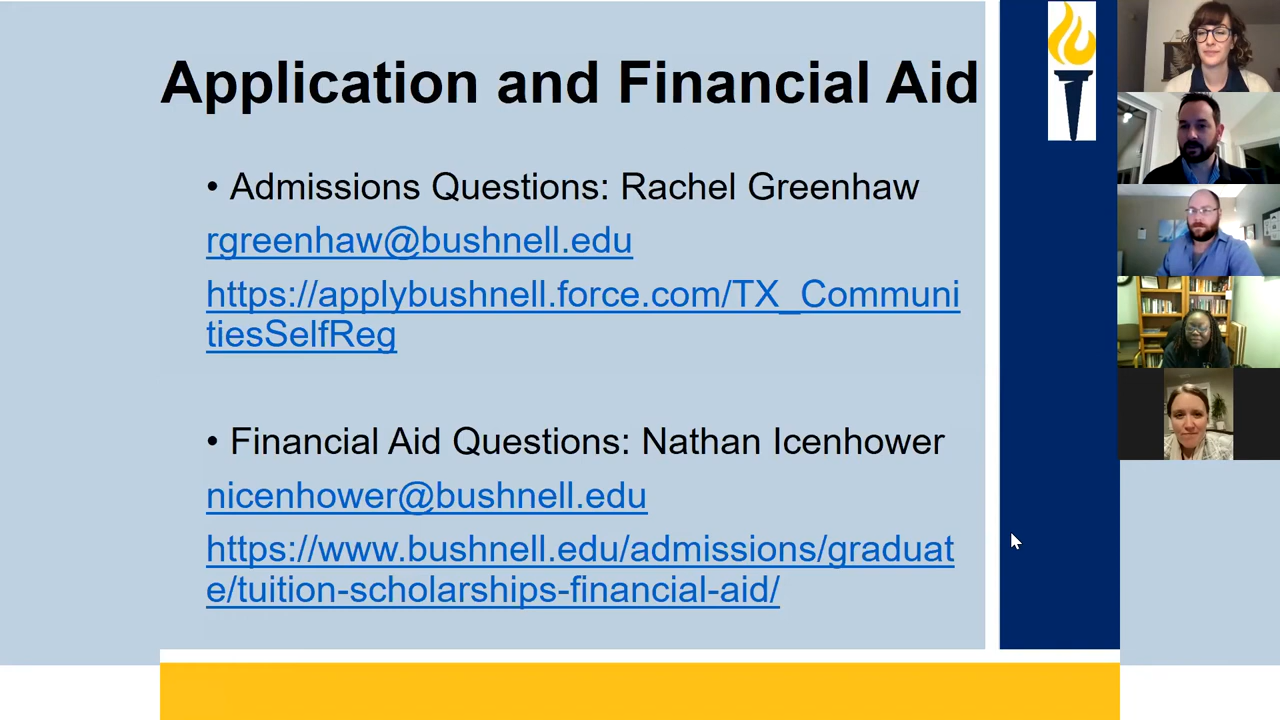 Application and Financial Aid
• Admissions Questions: Rachel Greenhaw
rgreenhaw@bushnell.edu
https://applybushnell.force.com/TX_Communi
tiesSelfReg
• Financial Aid Questions: Nathan Icenhower
nicenhower@bushnell.edu
https://www.bushnell.edu/admissions/graduat
e/tuition-scholarships-financial-aid/